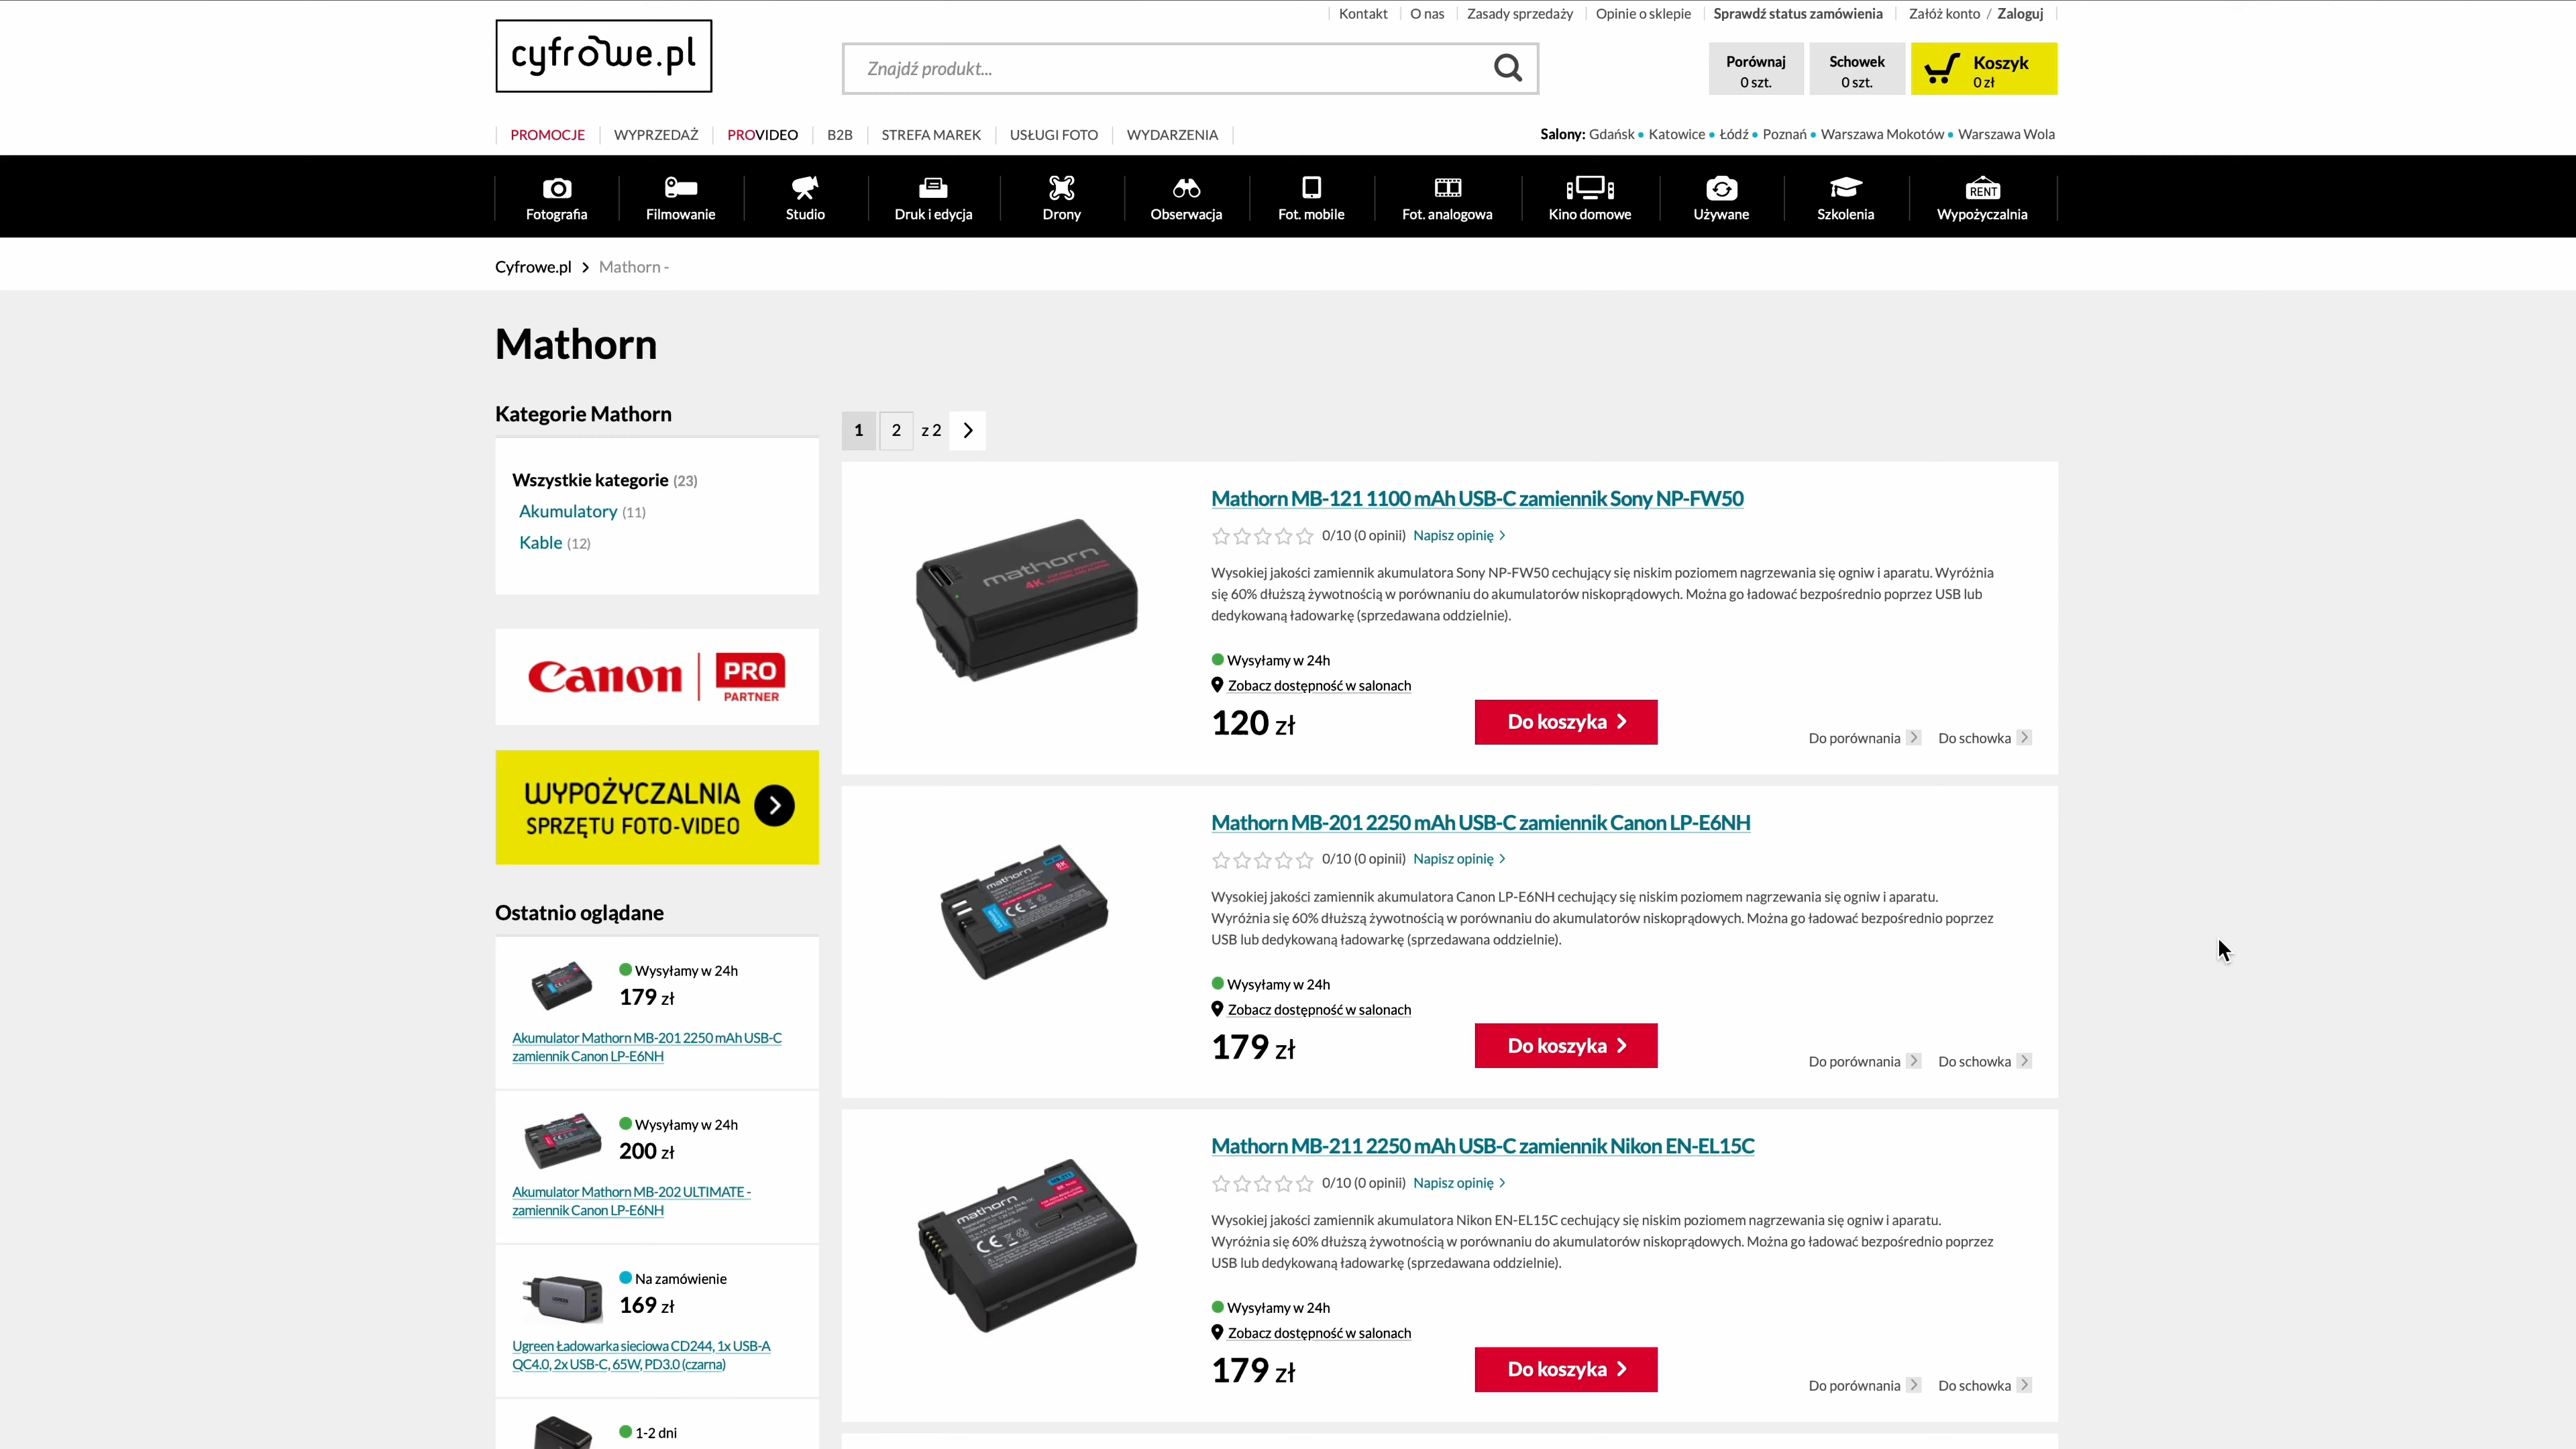 Kontakt O nas Zasady sprzedaży Opinie o sklepie Sprawdź status zamówienia Załóż konto / Zaloguj
cyfrowe.pl
Znajdź produkt...
Porównaj
0 szt.
Schowek
0 szt.
Koszyk
0 zł
PROMOCJE WYPRZEDAŻ PROVIDEO B2B STREFA MAREK USŁUGI FOTO WYDARZENIA
Salony: Gdańsk • Katowice • Łódź • Poznań • Warszawa Mokotów • Warszawa Wola
RENT
Fotografia Filmowanie Studio Druk i edycja Drony Obserwacja Fot. mobile Fot. analogowa Kino domowe Używane Szkolenia Wypożyczalnia
Cyfrowe.pl > Mathorn -
Mathorn
Kategorie Mathorn
Wszystkie kategorie (23)
Akumulatory (11)
Kable (12)
Canon PRO
PARTNER
WYPOŻYCZALNIA
SPRZĘTU FOTO-VIDEO
Ostatnio oglądane
Wysyłamy w 24h
179 zł
Akumulator Mathorn MB-201 2250 mAh USB-C
zamiennik Canon LP-E6NH
Wysyłamy w 24h
200 zł
Akumulator Mathorn MB-202 ULTIMATE -
zamiennik Canon LP-E6NH
Na zamówienie
169 zł
Ugreen Ładowarka sieciowa CD244, 1x USB-A
QC4.0, 2x USB-C, 65W, PD3.0 (czarna)
1-2 dni
1 2 z 2 >
mathorn
4K
Mathorn MB-121 1100 mAh USB-C zamiennik Sony NP-FW50
0/10 (0 opinii) Napisz opinię >
Wysokiej jakości zamiennik akumulatora Sony NP-FW50 cechujący się niskim poziomem nagrzewania się ogniw i aparatu. Wyróżnia
się 60% dłuższą żywotnością w porównaniu do akumulatorów niskoprądowych. Można go ładować bezpośrednio poprzez USB lub
dedykowaną ładowarkę (sprzedawana oddzielnie).
Wysyłamy w 24h
Zobacz dostępność w salonach
120 zł
Do koszyka >
Do porównania > Do schowka >
mathorn
8K
Mathorn MB-201 2250 mAh USB-C zamiennik Canon LP-E6NH
0/10 (0 opinii) Napisz opinię >
Wysokiej jakości zamiennik akumulatora Canon LP-E6NH cechujący się niskim poziomem nagrzewania się ogniw i aparatu.
Wyróżnia się 60% dłuższą żywotnością w porównaniu do akumulatorów niskoprądowych. Można go ładować bezpośrednio poprzez
USB lub dedykowaną ładowarkę (sprzedawana oddzielnie).
Wysyłamy w 24h
Zobacz dostępność w salonach
179 zł
Do koszyka >
Do porównania > Do schowka >
mathorn
Mathorn MB-211 2250 mAh USB-C zamiennik Nikon EN-EL15C
0/10 (0 opinii) Napisz opinię >
Wysokiej jakości zamiennik akumulatora Nikon EN-EL15C cechujący się niskim poziomem nagrzewania się ogniw i aparatu.
Wyróżnia się 60% dłuższą żywotnością w porównaniu do akumulatorów niskoprądowych. Można go ładować bezpośrednio poprzez
USB lub dedykowaną ładowarkę (sprzedawana oddzielnie).
Wysyłamy w 24h
Zobacz dostępność w salonach
179 zł
Do koszyka >
Do porównania > Do schowka >